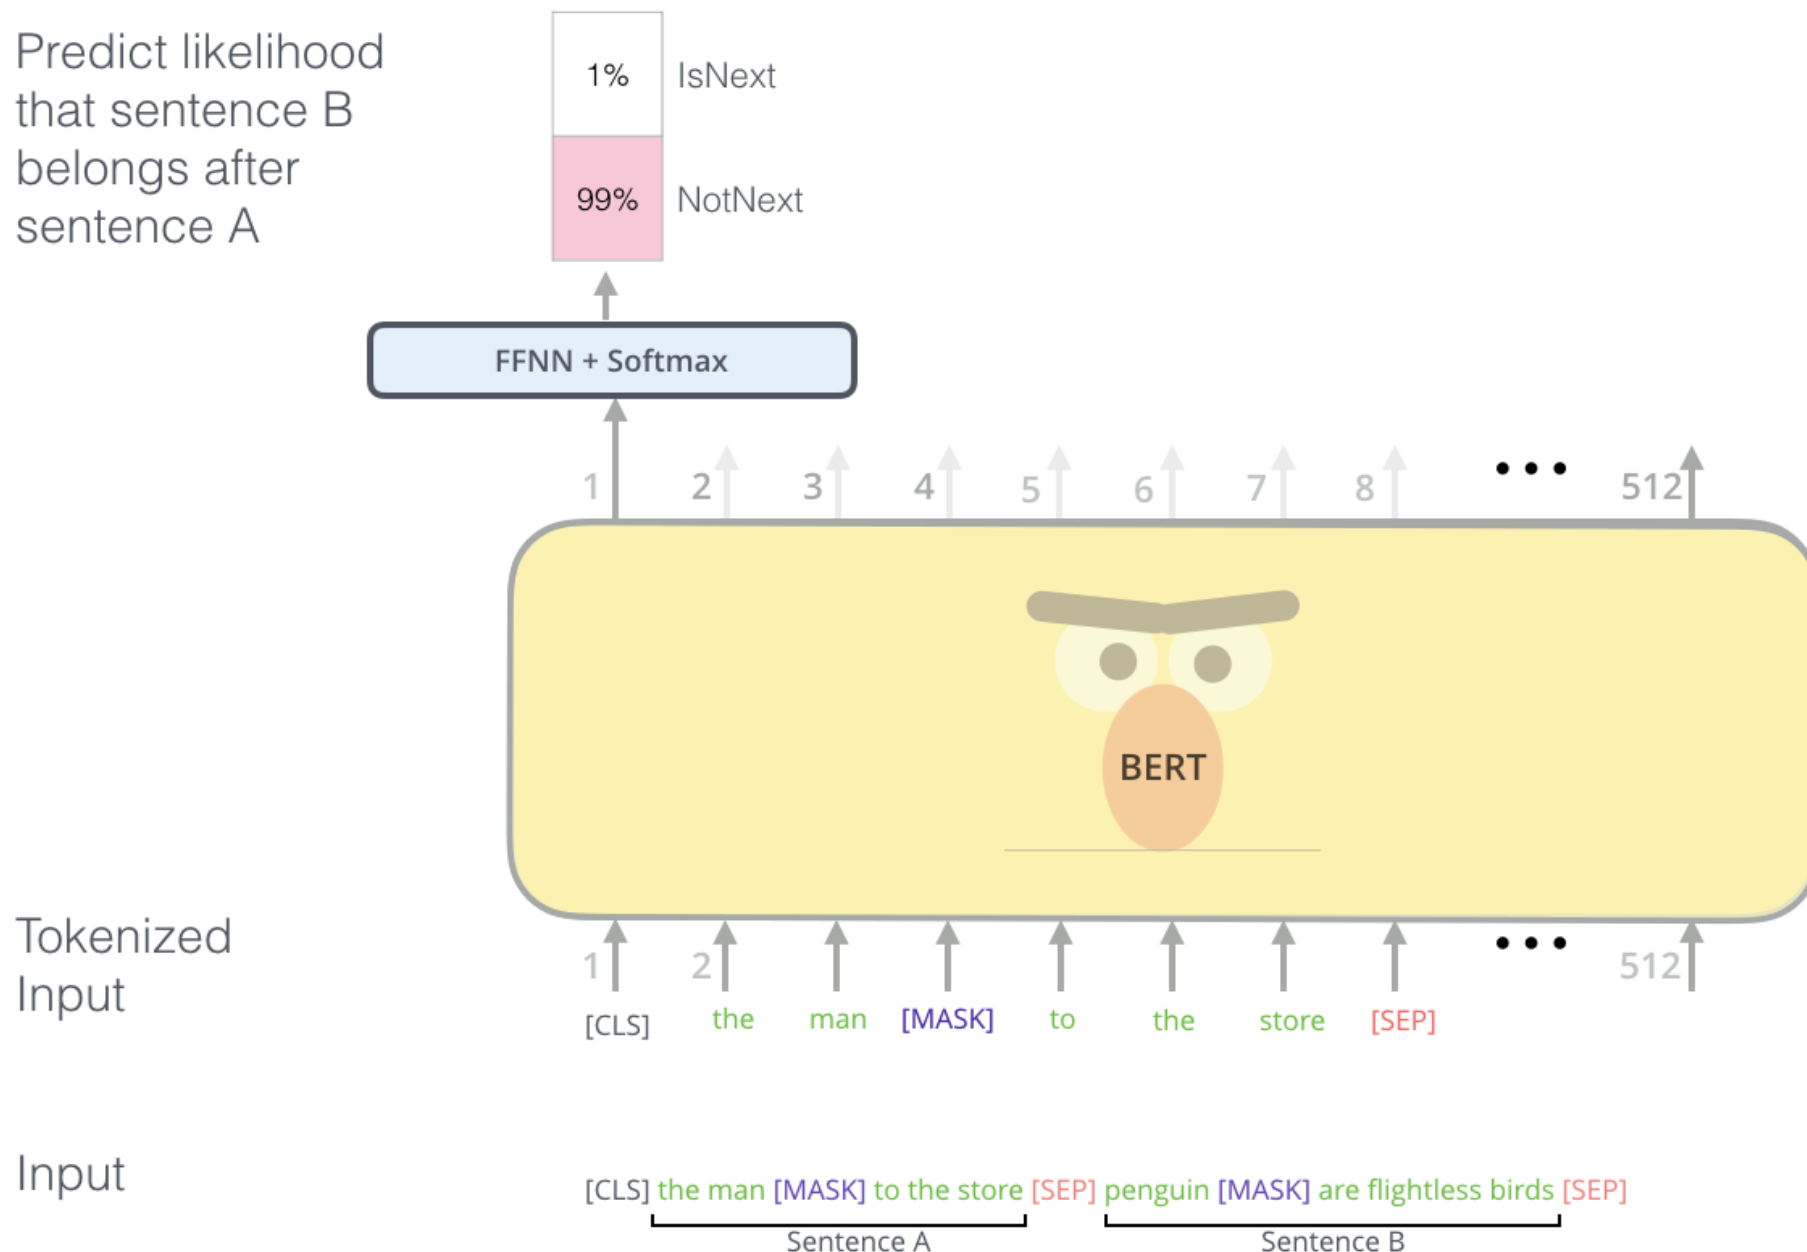 Predict likelihood
that sentence B
belongs after
sentence A
1% IsNext
99% NotNext
FFNN + Softmax
1 2 3 4 5 6 7 8 ••• 512
BERT
Tokenized
Input
1 2 ••• 512
[CLS] the man [MASK] to the store [SEP]
Input
[CLS] the man [MASK] to the store [SEP] penguin [MASK] are flightless birds [SEP]
Sentence A Sentence B